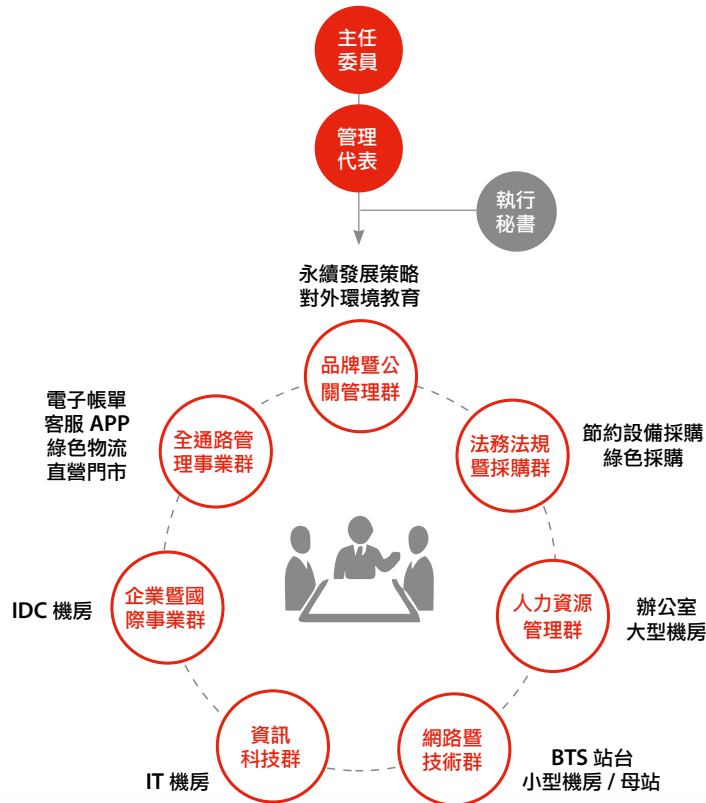 主任
委員
管理
代表
執行
秘書
永續發展策略
對外環境教育
品牌暨公
關管理群
電子帳單
客服 APP
綠色物流
直營門市
全通路管
理事業群
法務法規
暨採購群
節約設備採購
綠色採購
IDC 機房
企業暨國
際事業群
人力資源
管理群
辦公室
大型機房
資訊
科技群
IT 機房
網路暨
技術群
BTS 站台
小型機房 / 母站